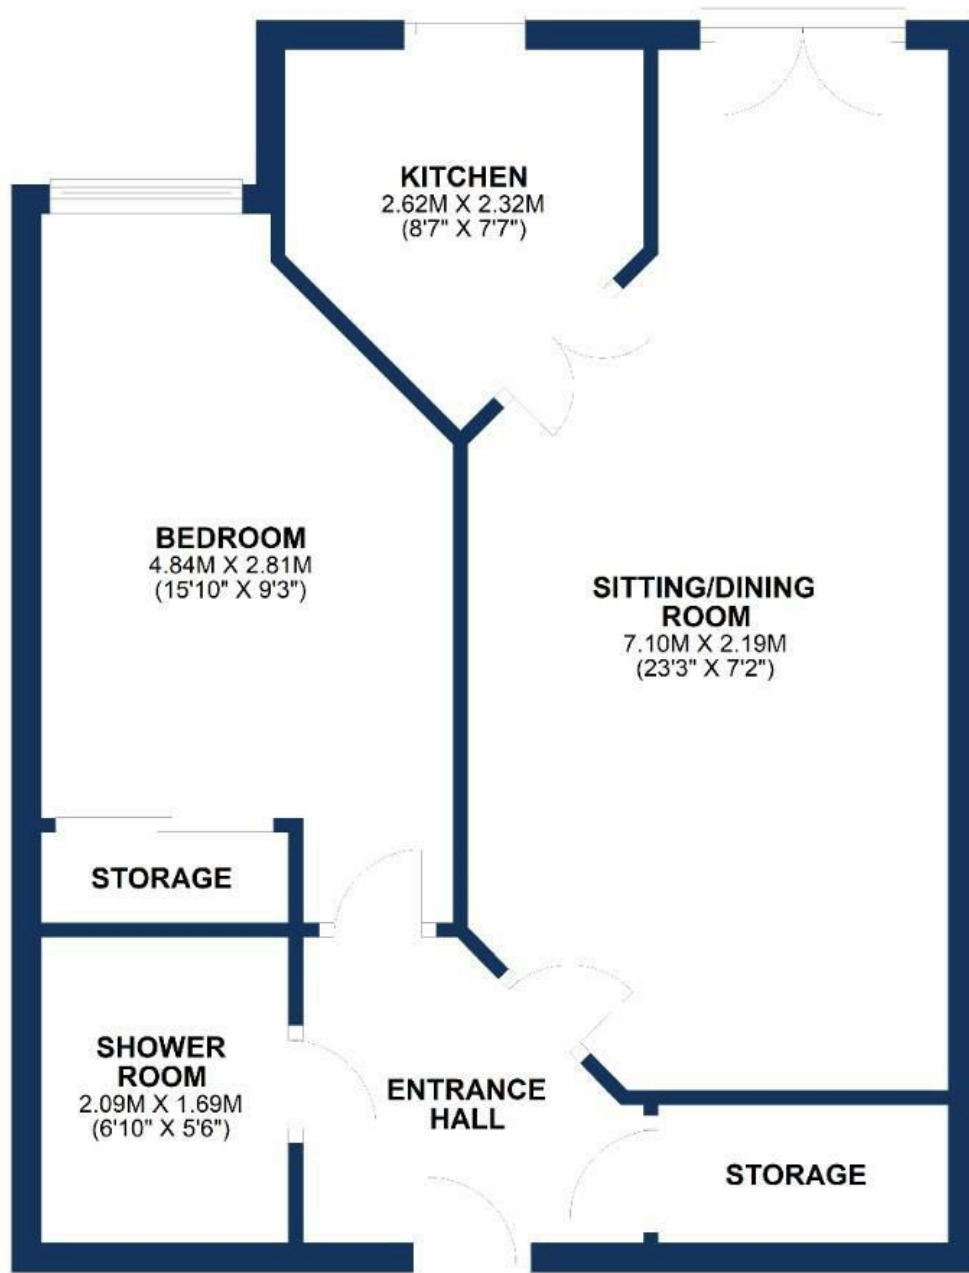 KITCHEN
2.62M X 2.32M
(8'7" X 7'7")
BEDROOM
4.84M X 2.81M
(15'10" X 9'3")
SITTING/DINING
ROOM
7.10M X 2.19M
(23'3" X 7'2")
STORAGE
SHOWER
ROOM
2.09M X 1.69M
(6'10" X 5'6")
ENTRANCE
HALL
STORAGE